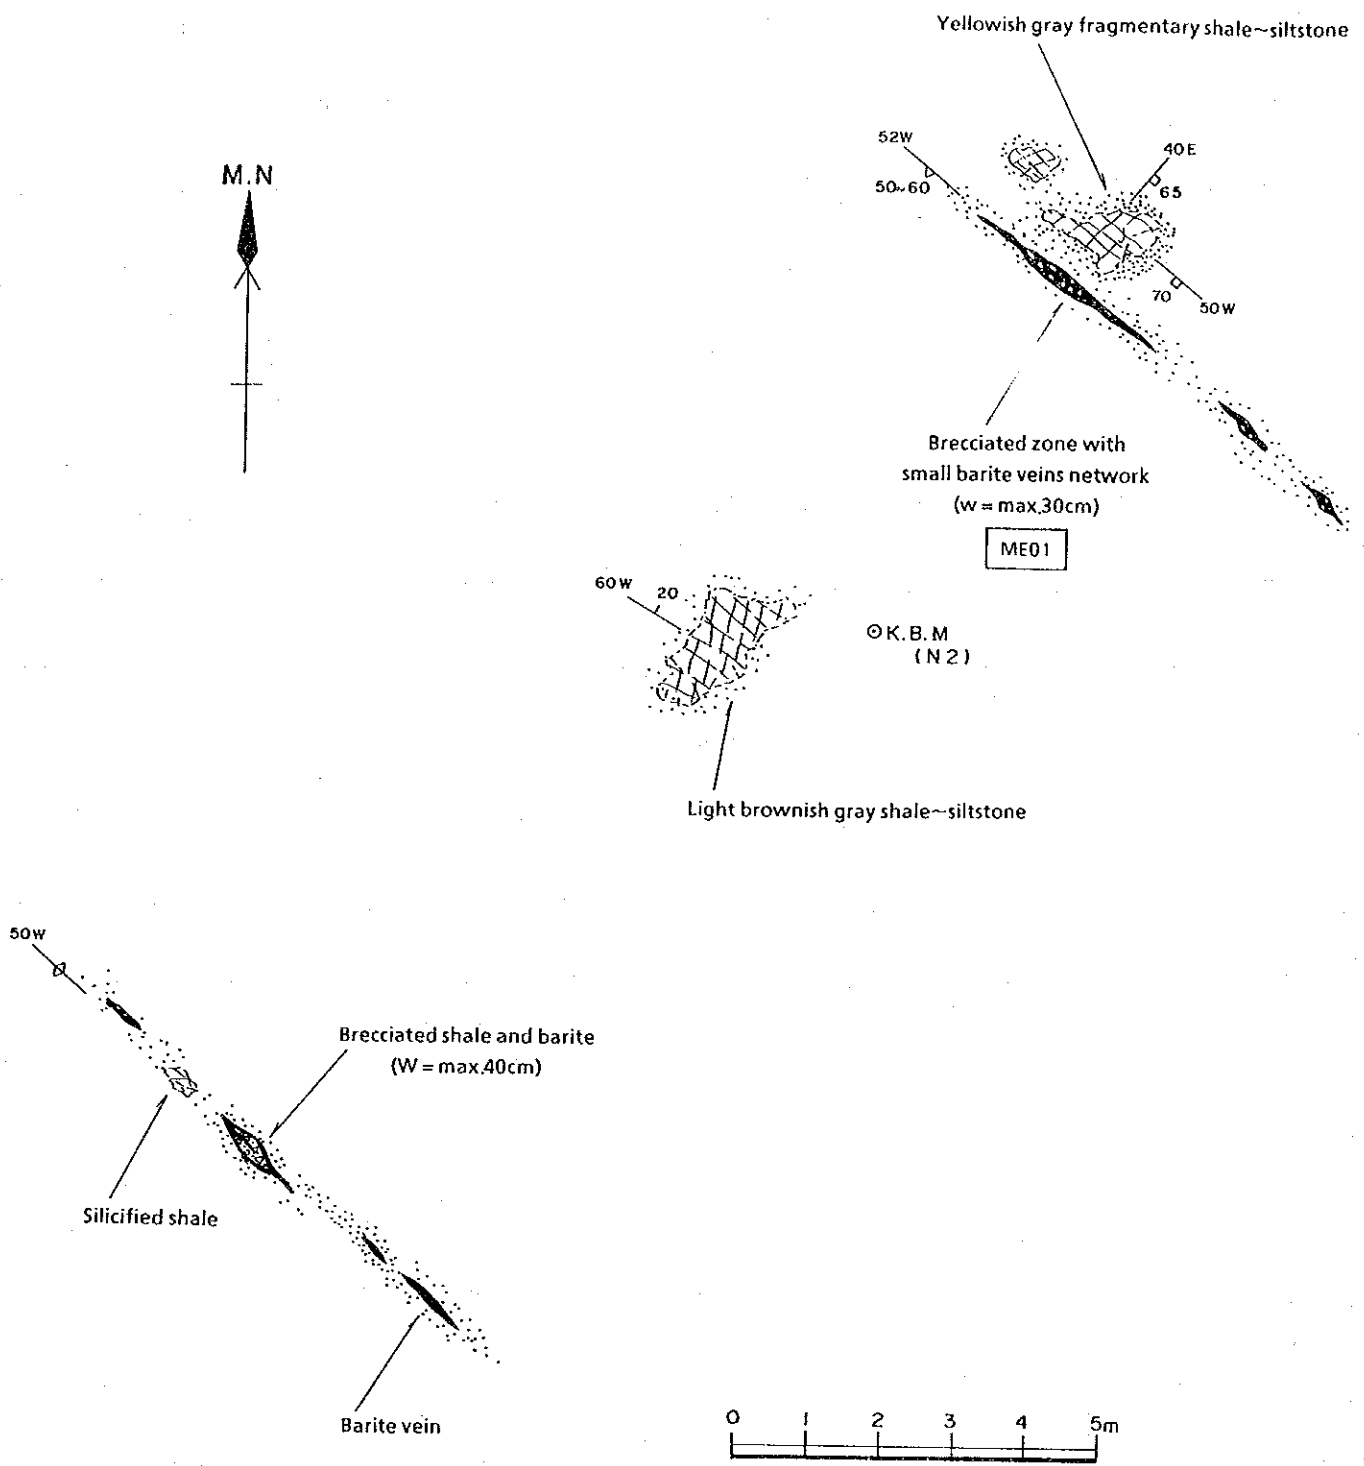 Yellowish gray fragmentary shale~siltstone
52W
40E
M.N
50~60
65
70
50W
Brecciated zone with
small barite veins network
(w = max.30cm)
ME01
60W
20
K.B.M
(N2)
Light brownish gray shale~siltstone
50W
Brecciated shale and barite
(W = max.40cm)
Silicified shale
Barite vein
0 1 2 3 4 5m